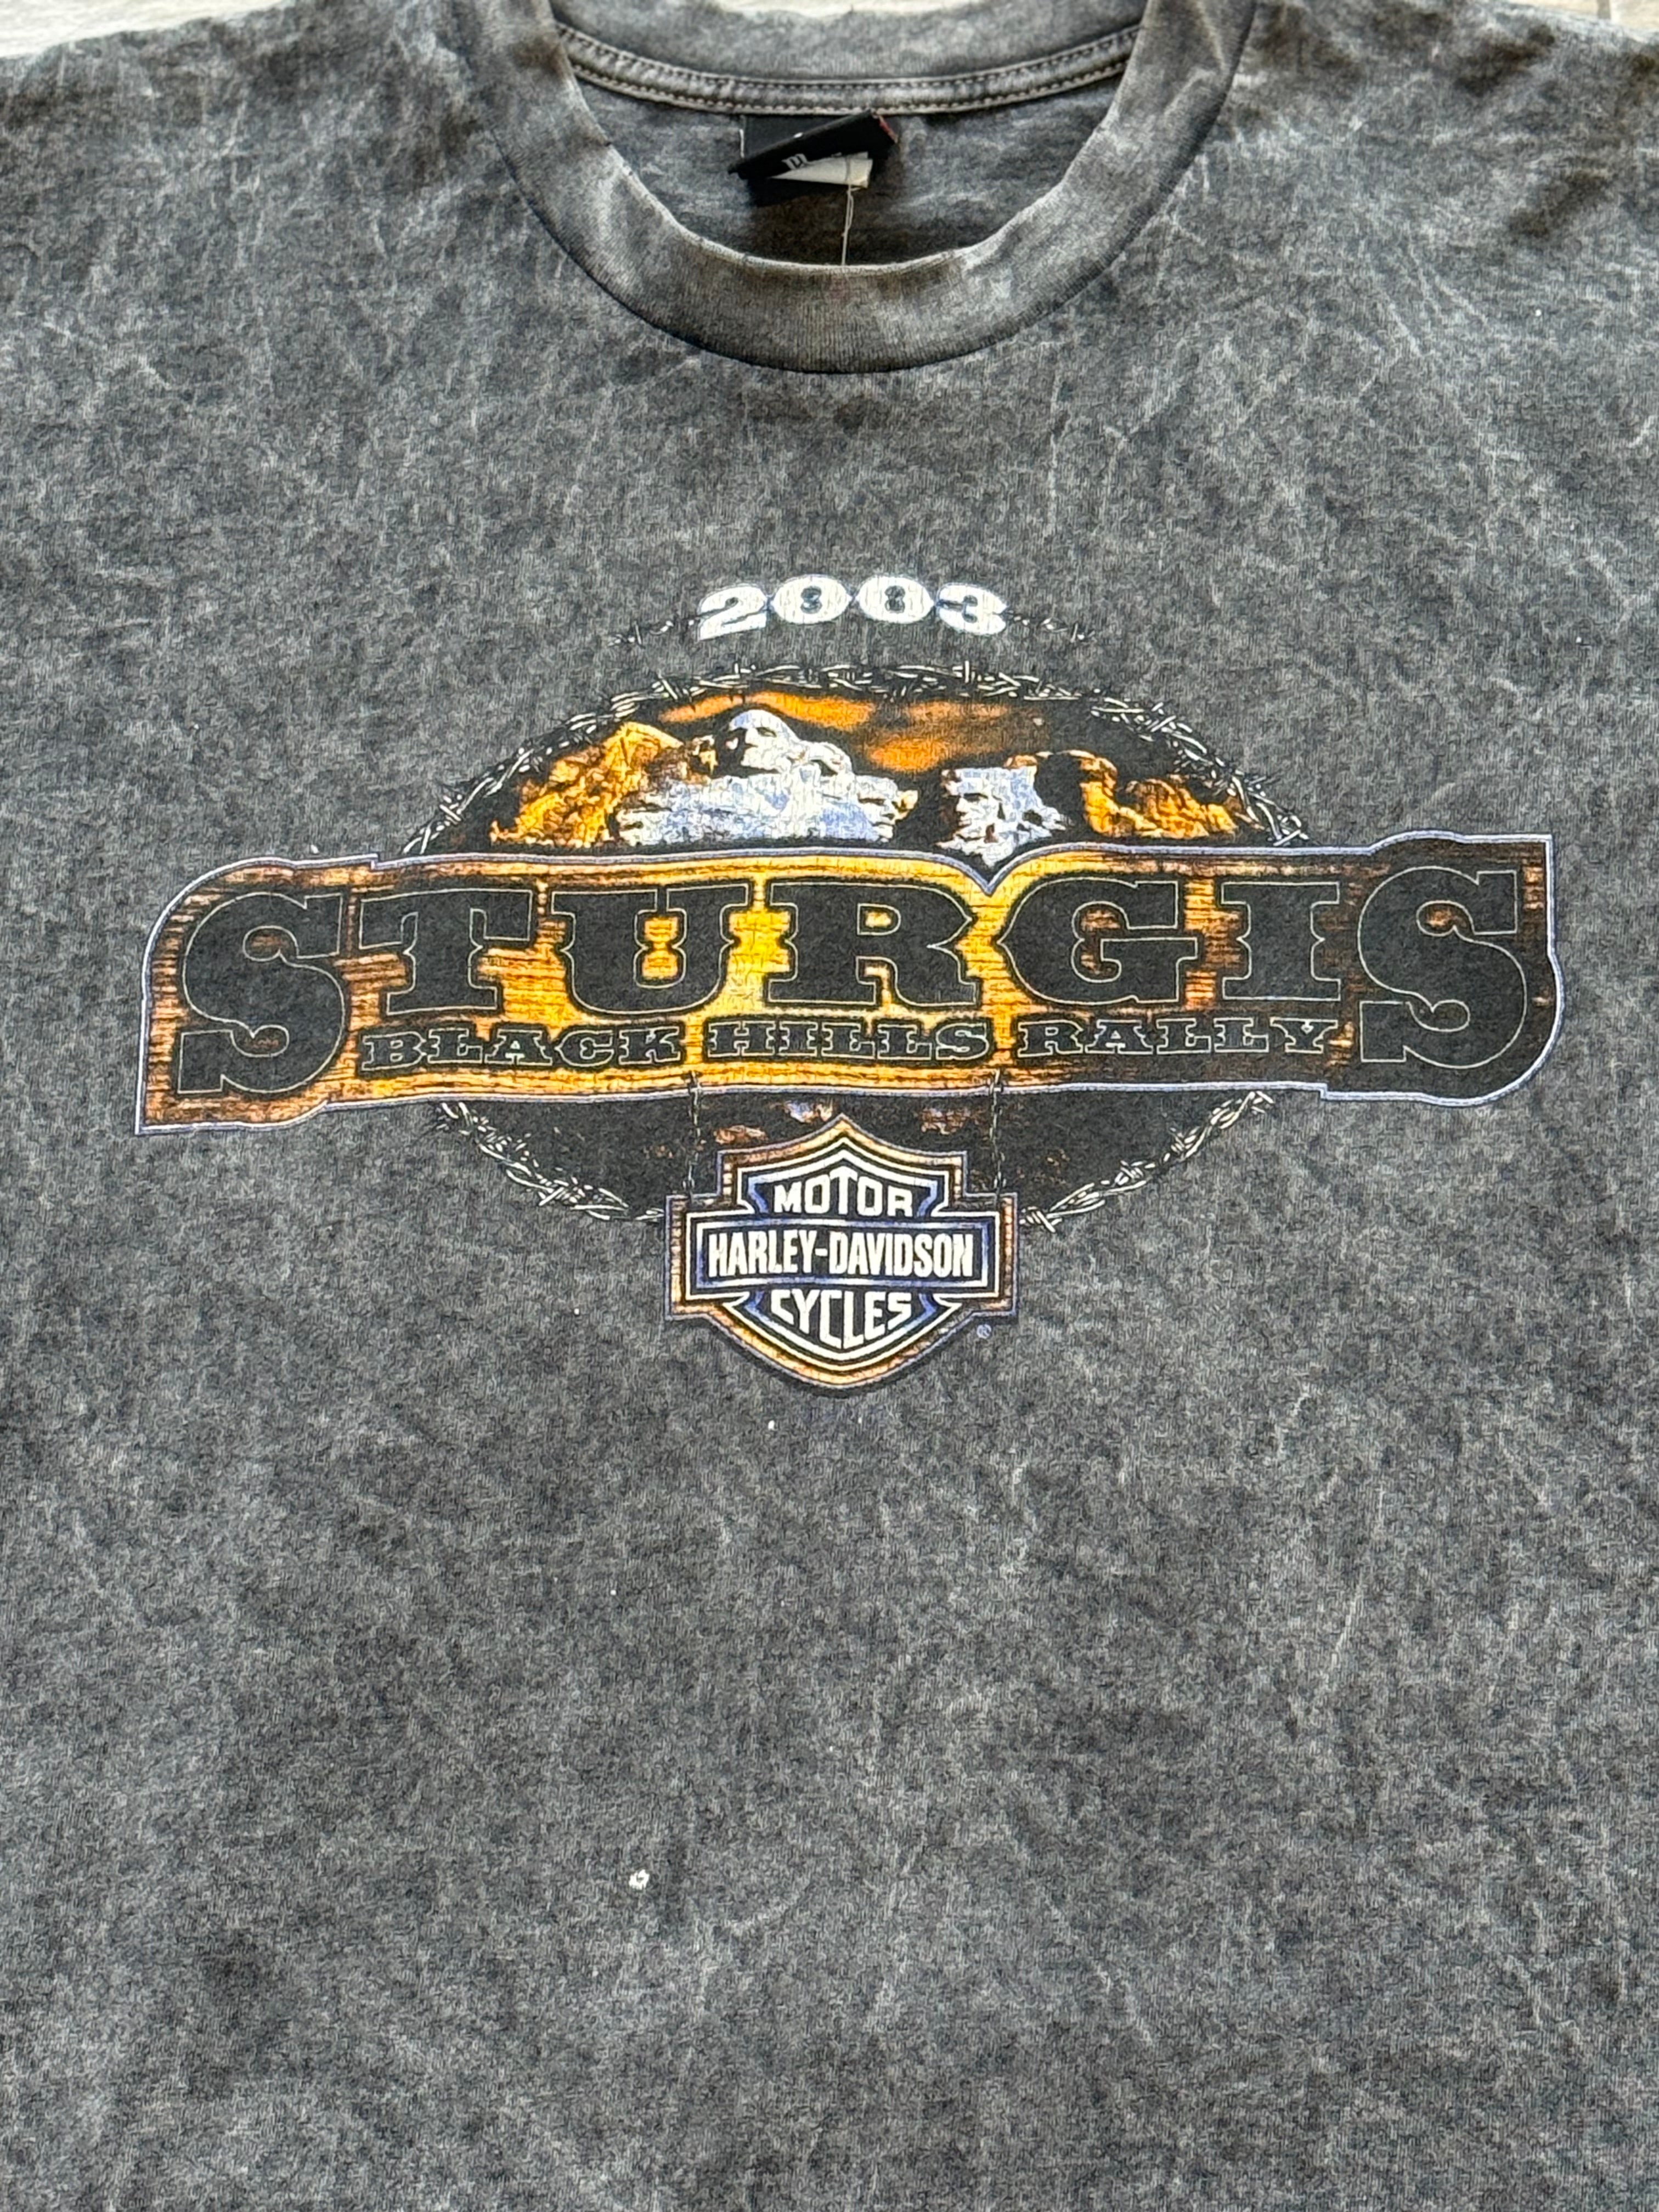 2003
STURGIS
BLACK HILLS RALLY
MOTOR
HARLEY-DAVIDSON
CYCLES
®